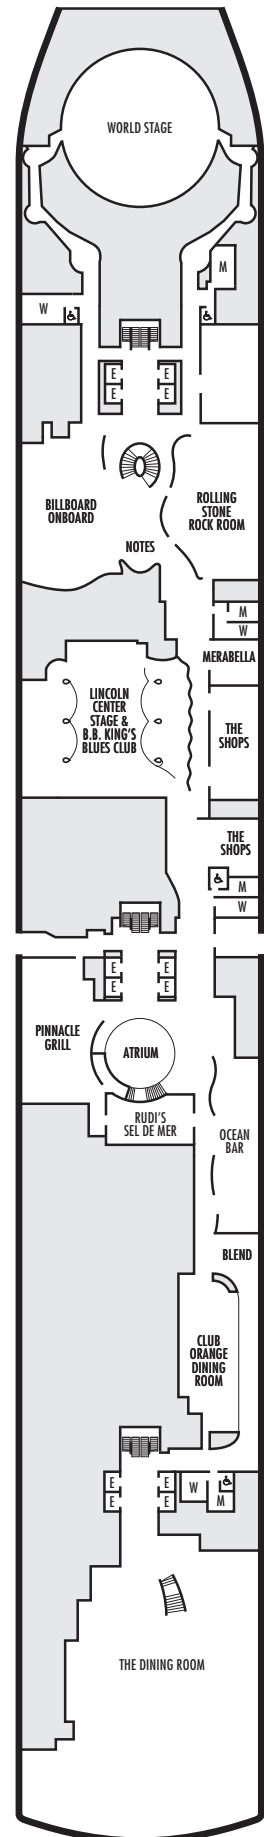 WORLD STAGE
M
W
E
E
E
E
BILLBOARD
ONBOARD
ROLLING
STONE
ROCK ROOM
NOTES
M
W
MERABELLA
LINCOLN
CENTER
STAGE &
B.B. KING'S
BLUES CLUB
THE
SHOPS
THE
SHOPS
M
W
E
E
E
E
PINNACLE
GRILL
ATRIUM
RUDI'S
SEL DE MER
OCEAN
BAR
BLEND
CLUB
ORANGE
DINING
ROOM
E
E
E
E
W
M
THE DINING ROOM